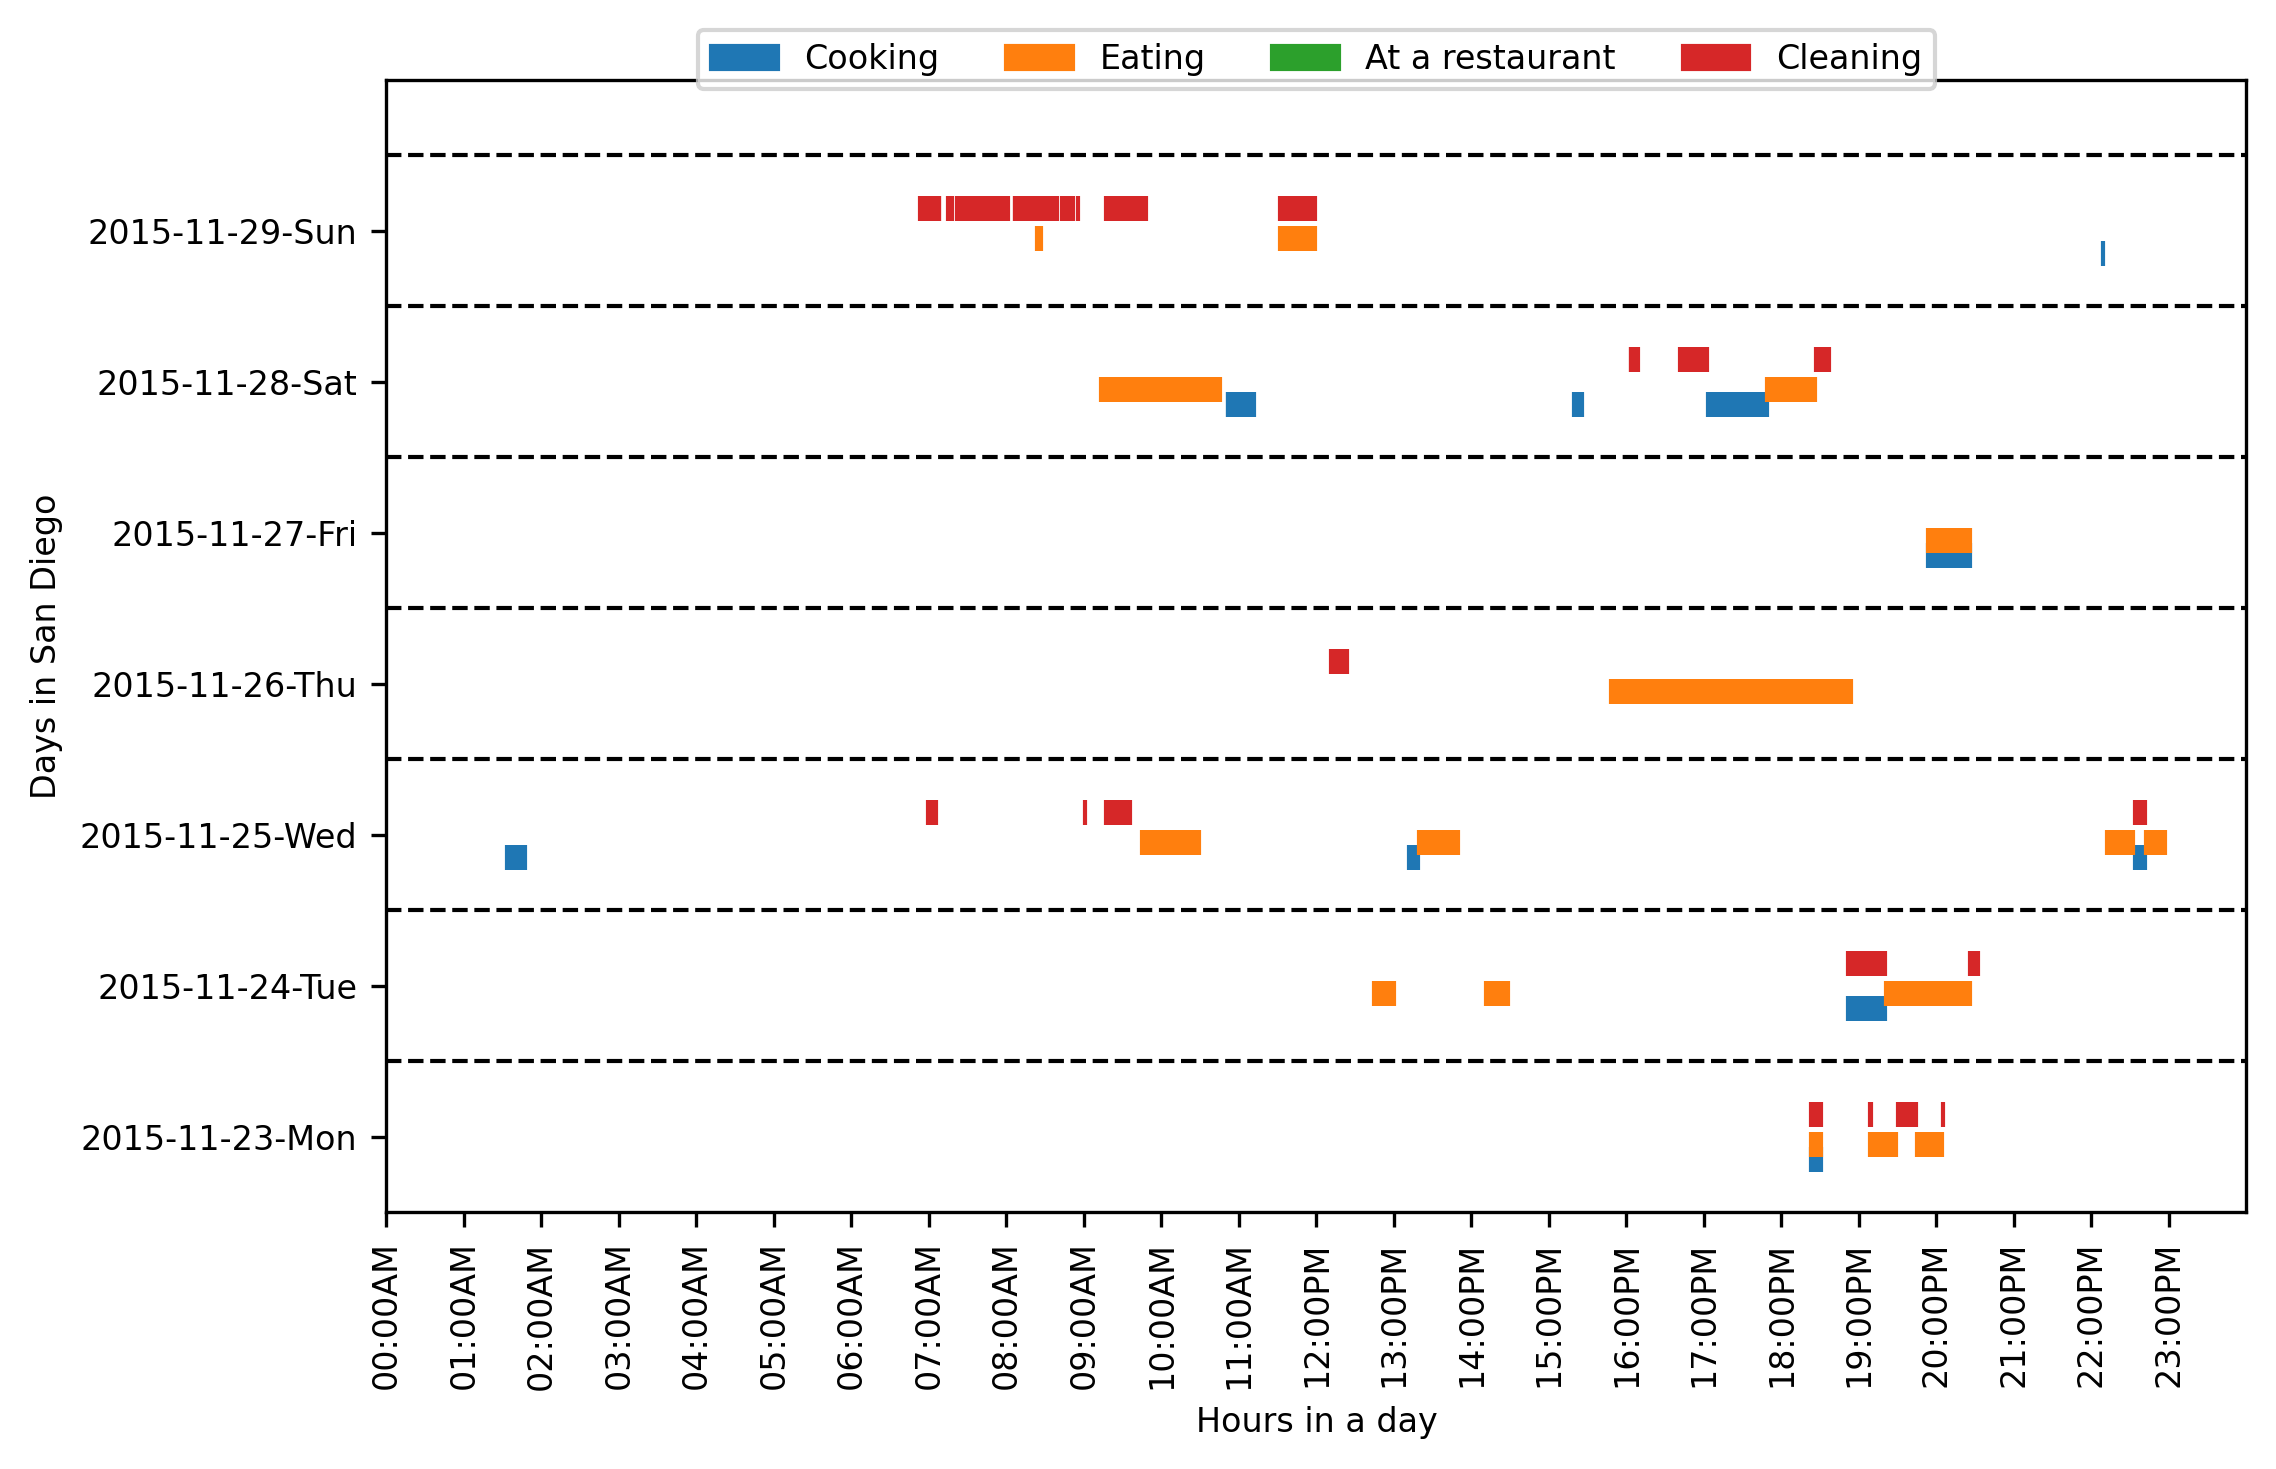 Cooking Eating At a restaurant Cleaning
Days in San Diego
2015-11-29-Sun
2015-11-28-Sat
2015-11-27-Fri
2015-11-26-Thu
2015-11-25-Wed
2015-11-24-Tue
2015-11-23-Mon
00:00AM
01:00AM
02:00AM
03:00AM
04:00AM
05:00AM
06:00AM
07:00AM
08:00AM
09:00AM
10:00AM
11:00AM
12:00PM
13:00PM
14:00PM
15:00PM
16:00PM
17:00PM
18:00PM
19:00PM
20:00PM
21:00PM
22:00PM
23:00PM
Hours in a day